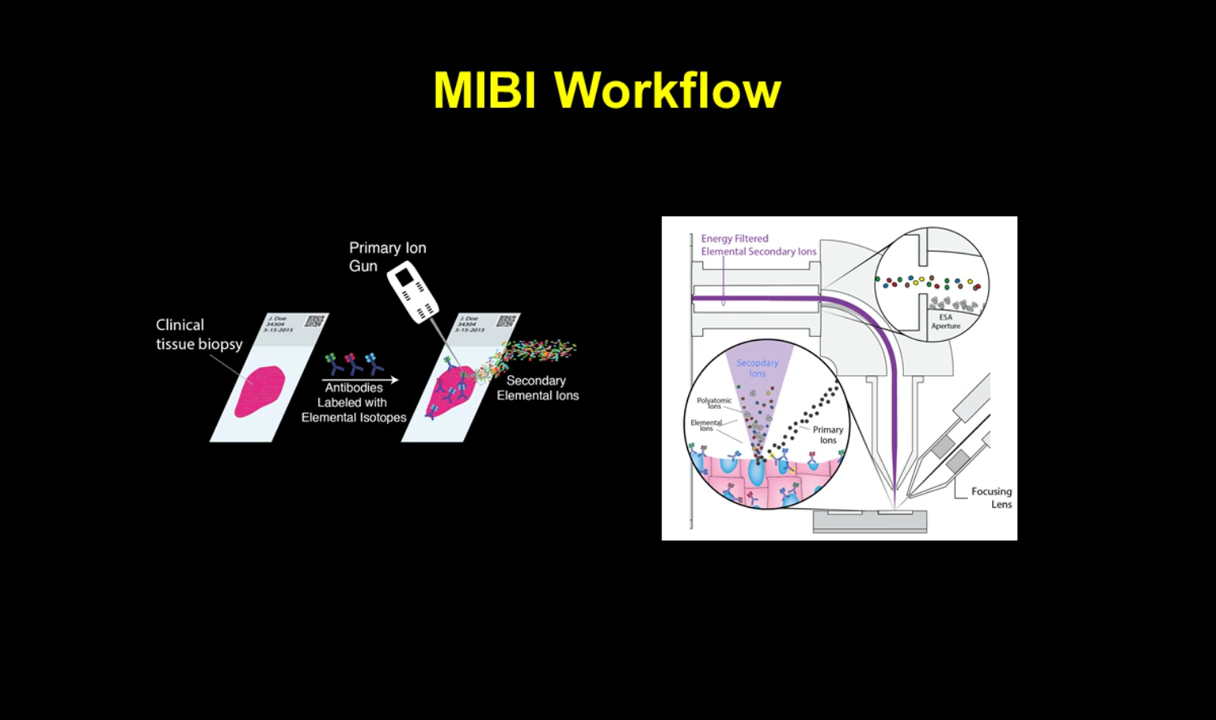 MIBI Workflow
Primary Ion
Gun
Clinical
tissue biopsy
J. Doe
34304
5-15-2015
J. Doe
34304
5-15-2015
Antibodies
Labeled with
Elemental Isotopes
Secondary
Elemental Ions
Energy Filtered
Elemental Secondary Ions
ESA
Aperture
Secopdary
Ions
Polyatomic
Ions
Elemental
Ions
Primary
Ions
Focusing
Lens